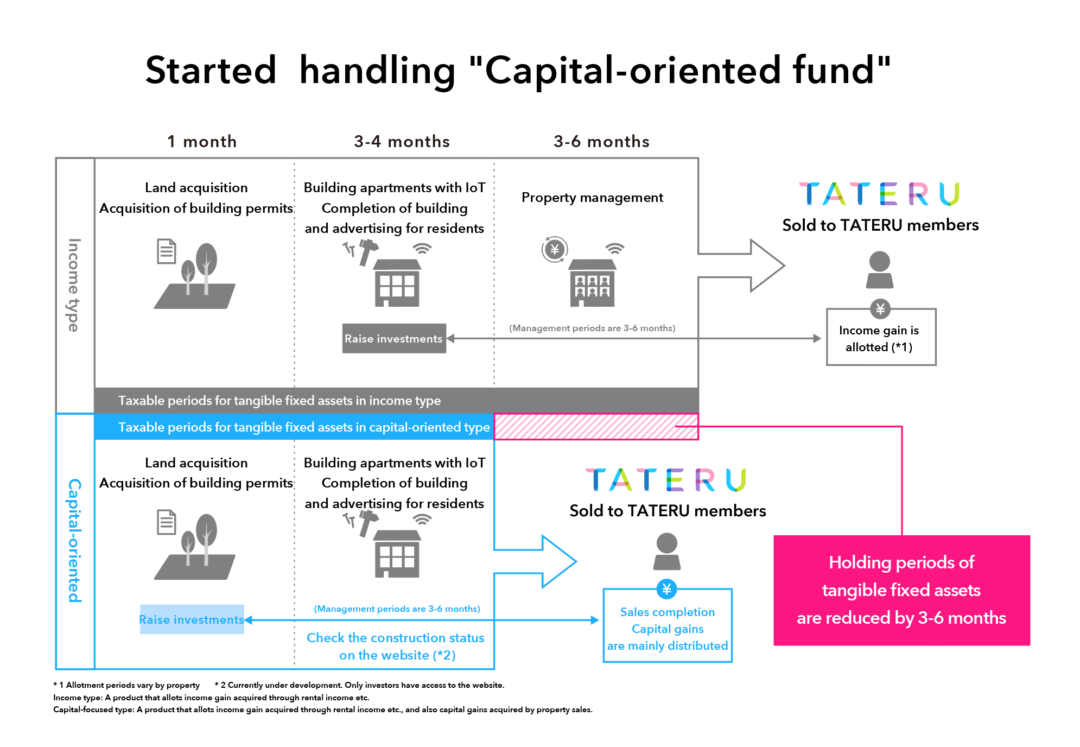 Started handling "Capital-oriented fund"
1 month
3-4 months
3-6 months
Income type
Land acquisition
Acquisition of building permits
Building apartments with IoT
Completion of building
and advertising for residents
Property management
TATERU
Sold to TATERU members
¥
¥
Raise investments
(Management periods are 3-6 months)
Income gain is
allotted (*1)
Taxable periods for tangible fixed assets in income type
Taxable periods for tangible fixed assets in capital-oriented type
Capital-oriented
Land acquisition
Acquisition of building permits
Building apartments with IoT
Completion of building
and advertising for residents
TATERU
Sold to TATERU members
Holding periods of
tangible fixed assets
are reduced by 3-6 months
¥
Raise investments
(Management periods are 3-6 months)
Check the construction status
on the website (*2)
Sales completion
Capital gains
are mainly distributed
* 1 Allotment periods vary by property * 2 Currently under development. Only investors have access to the website.
Income type: A product that allots income gain acquired through rental income etc.
Capital-focused type: A product that allots income gain acquired through rental income etc., and also capital gains acquired by property sales.